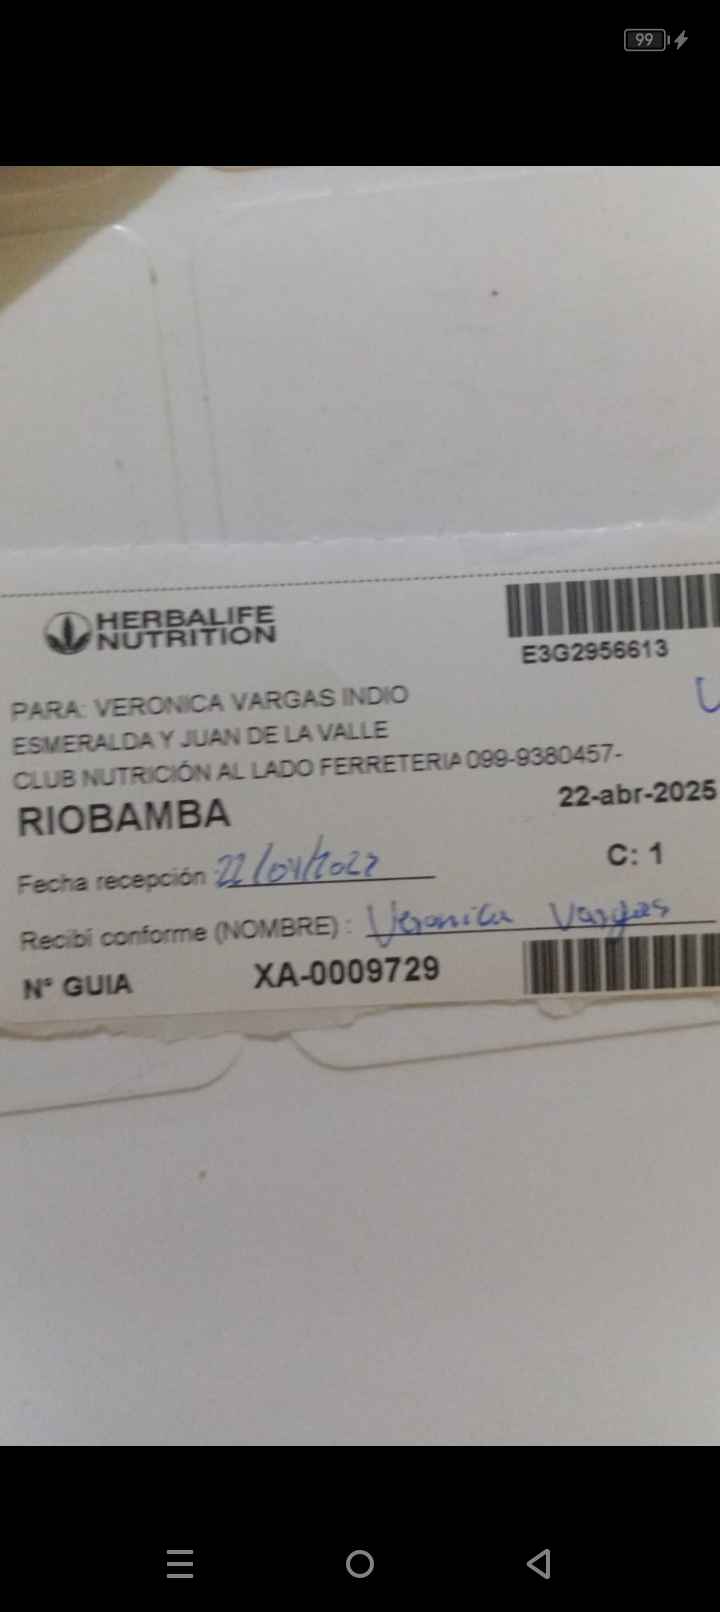 99
HERBALIFE
NUTRITION
E3G2956613
PARA: VERONICA VARGAS INDIO
ESMERALDA Y JUAN DE LA VALLE
CLUB NUTRICIÓN AL LADO FERRETERIA 099-9380457-
RIOBAMBA
22-abr-2025
C: 1
Fecha recepción
Recibí conforme (NOMBRE) : Veronica Vargas
N° GUIA XA-0009729